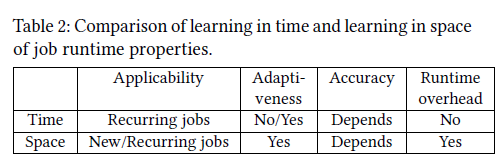 Table 2: Comparison of learning in time and learning in space
of job runtime properties.
Applicability Adapti- Accuracy Runtime
veness overhead
Time Recurring jobs No/Yes Depends No
Space New/Recurring jobs Yes Depends Yes